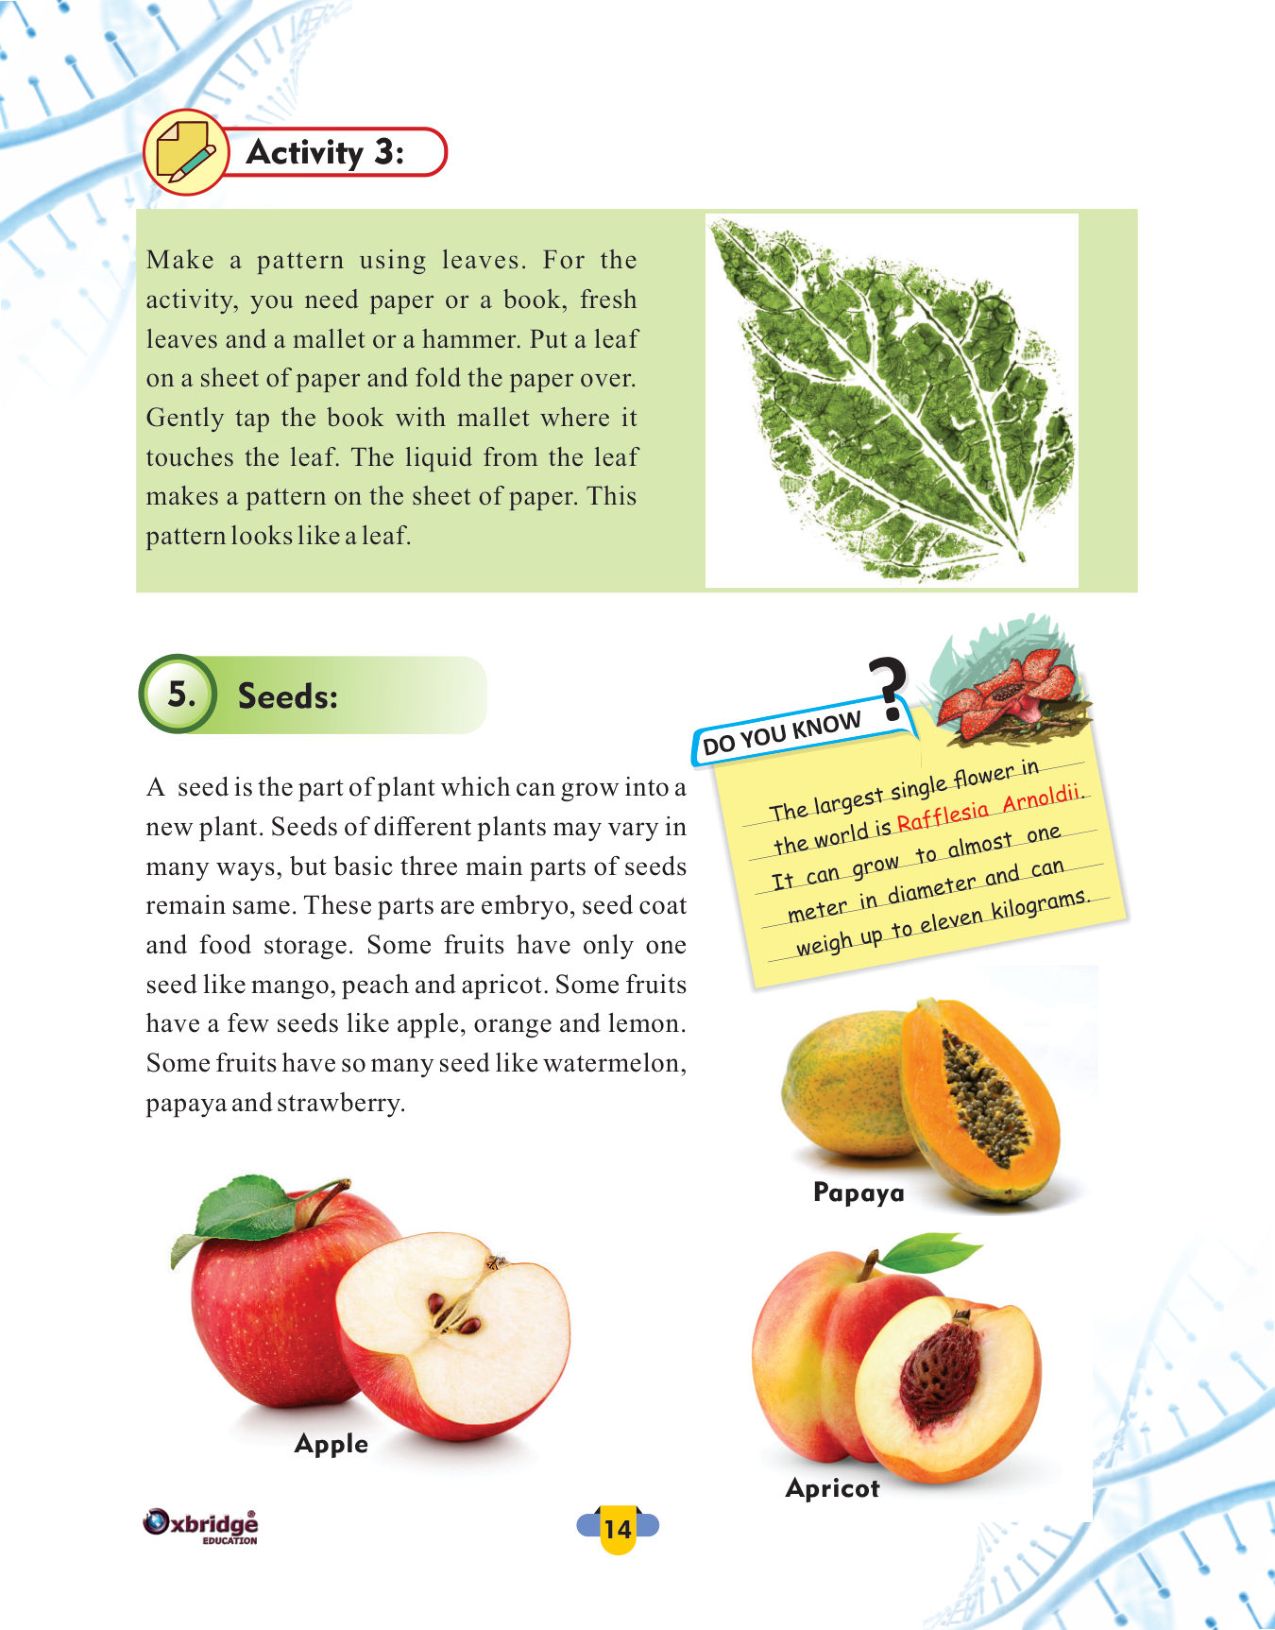 Activity 3:
Make a pattern using leaves. For the
activity, you need paper or a book, fresh
leaves and a mallet or a hammer. Put a leaf
on a sheet of paper and fold the paper over.
Gently tap the book with mallet where it
touches the leaf. The liquid from the leaf
makes a pattern on the sheet of paper. This
pattern looks like a leaf.
5. Seeds:
A seed is the part of plant which can grow into a
new plant. Seeds of different plants may vary in
many ways, but basic three main parts of seeds
remain same. These parts are embryo, seed coat
and food storage. Some fruits have only one
seed like mango, peach and apricot. Some fruits
have a few seeds like apple, orange and lemon.
Some fruits have so many seed like watermelon,
papaya and strawberry.
DO YOU KNOW ?
The largest single flower in
the world is Rafflesia Arnoldii.
It can grow to almost one
meter in diameter and can
weigh up to eleven kilograms.
Papaya
Apple
Apricot
Oxbridge®
EDUCATION
14